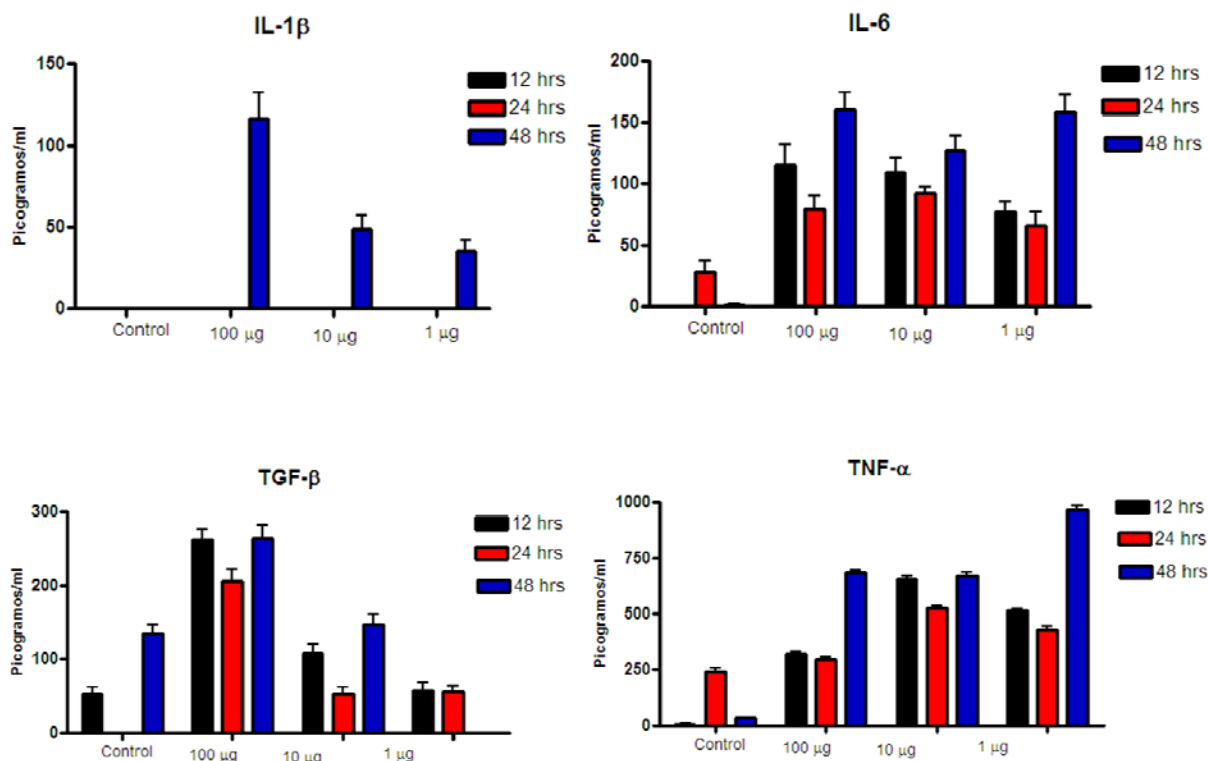 IL-1β
150
100
50
0
Picogramos/ml
12 hrs
24 hrs
48 hrs
Control 100 μg 10 μg 1 μg
IL-6
200
150
100
50
0
Picogramos/ml
12 hrs
24 hrs
48 hrs
Control 100 μg 10 μg 1 μg
TGF-β
300
200
100
0
Picogramos/ml
12 hrs
24 hrs
48 hrs
Control 100 μg 10 μg 1 μg
TNF-α
1000
750
500
250
0
Picogramos/ml
12 hrs
24 hrs
48 hrs
Control 100 μg 10 μg 1 μg